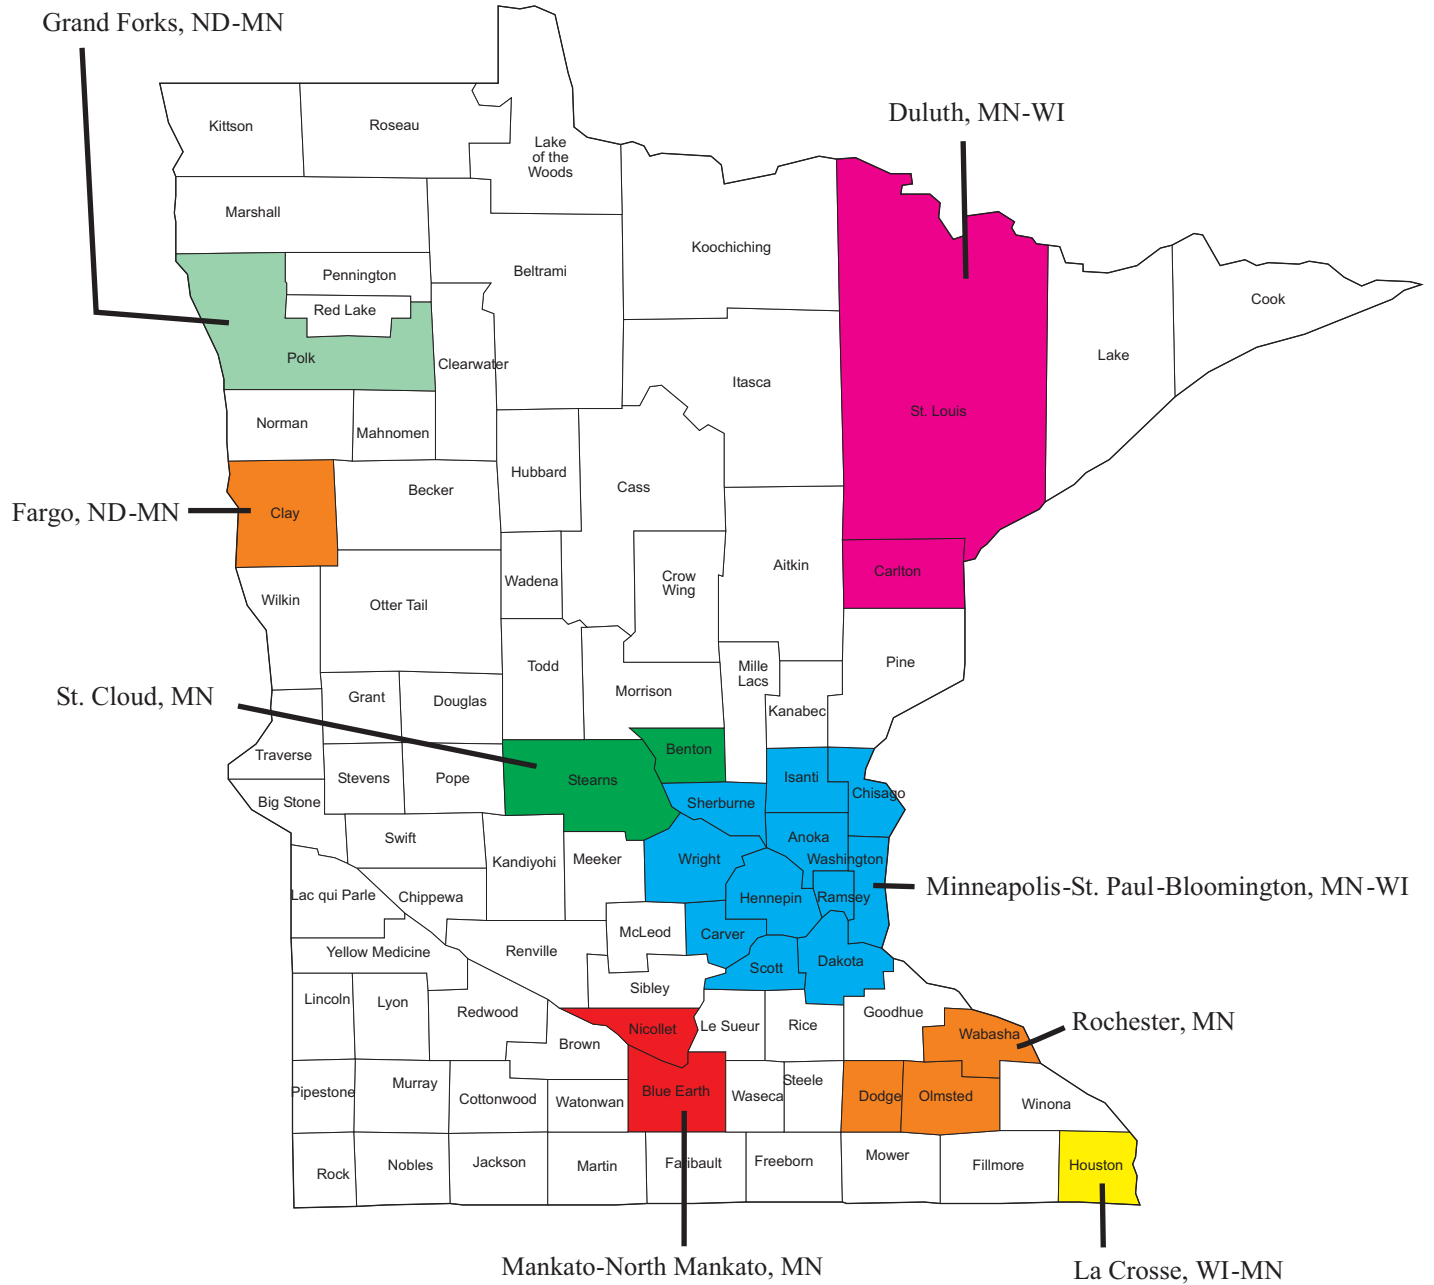 Grand Forks, ND-MN
Duluth, MN-WI
Kittson
Roseau
Lake
of the
Woods
Marshall
Koochiching
Pennington
Beltrami
Cook
Red Lake
Polk
Clearwater
Lake
Itasca
St. Louis
Norman
Mahnomen
Hubbard
Cass
Becker
Fargo, ND-MN
Clay
Aitkin
Carlton
Wadena
Crow
Wing
Wilkin
Otter Tail
Todd
Mille
Lacs
Pine
Morrison
St. Cloud, MN
Grant
Douglas
Kanabec
Traverse
Benton
Stevens
Pope
Stearns
Isanti
Chisago
Big Stone
Sherburne
Swift
Anoka
Kandiyohi
Meeker
Wright
Washington
Minneapolis-St. Paul-Bloomington, MN-WI
Lac qui Parle
Chippewa
Hennepin
Ramsey
McLeod
Carver
Yellow Medicine
Renville
Scott
Dakota
Sibley
Lincoln
Lyon
Redwood
Goodhue
Nicollet
Le Sueur
Rice
Rochester, MN
Wabasha
Brown
Pipestone
Murray
Cottonwood
Watonwan
Blue Earth
Waseca
Steele
Dodge
Olmsted
Winona
Rock
Nobles
Jackson
Martin
Faribault
Freeborn
Mower
Fillmore
Houston
Mankato-North Mankato, MN
La Crosse, WI-MN